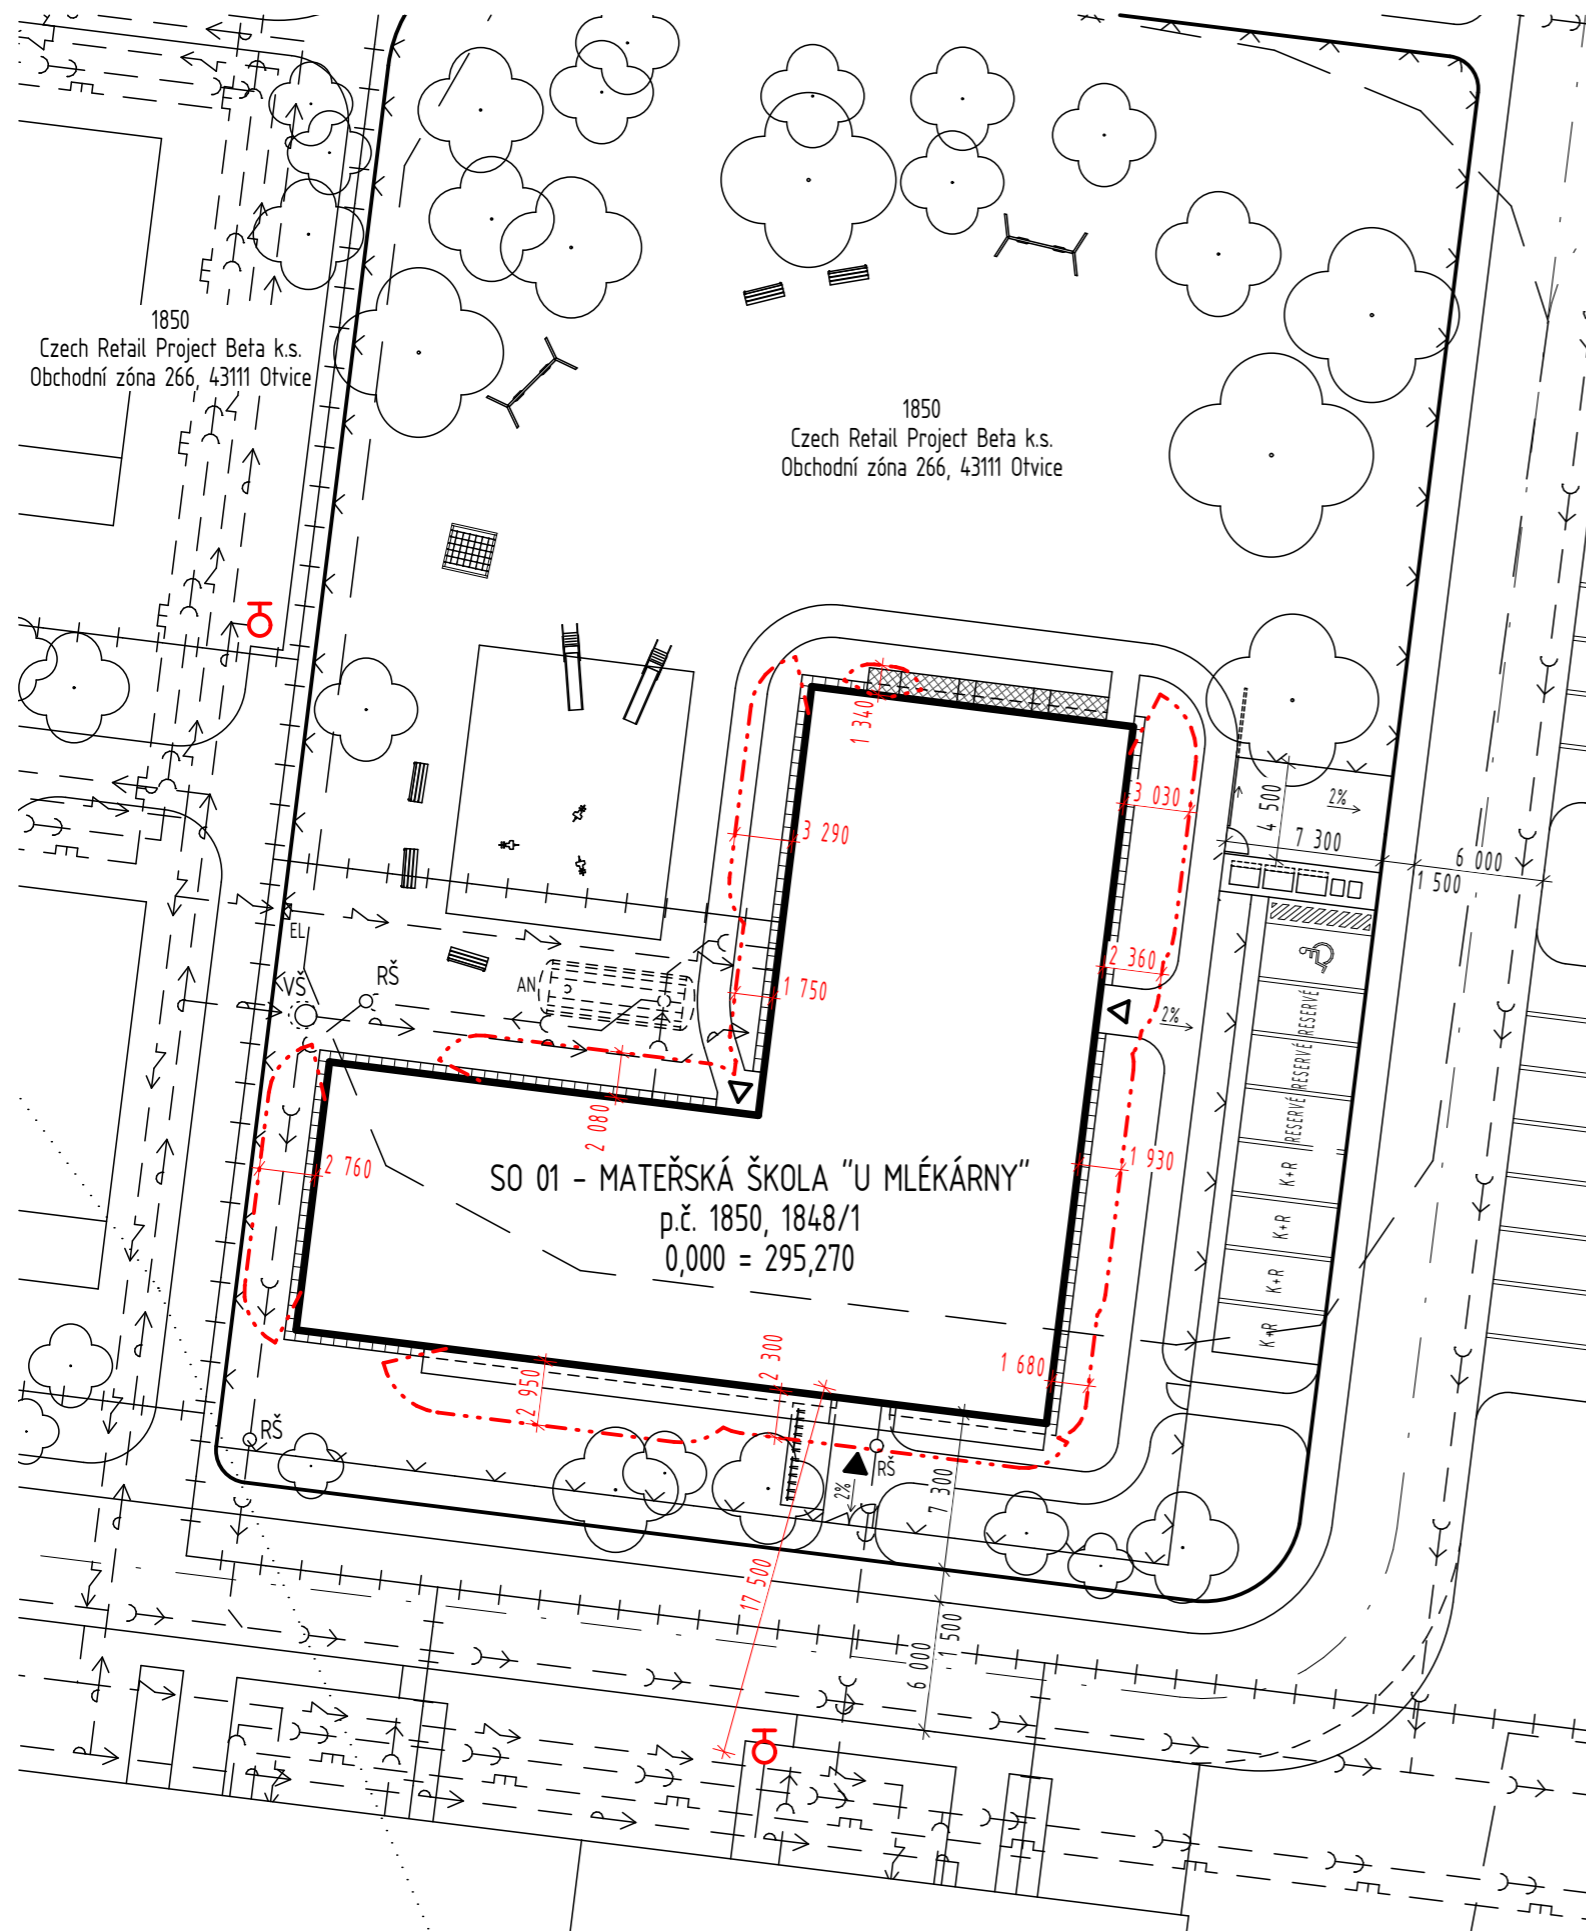 1850
Czech Retail Project Beta k.s.
Obchodní zóna 266, 43111 Otvice
1850
Czech Retail Project Beta k.s.
Obchodní zóna 266, 43111 Otvice
1 340
3 030
4 500
2%
7 300
6 000
1 500
3 290
EL
RŠ
VŠ
AN
2 360
1 750
2%
RESERVÉ
RESERVÉ
RESERVÉ
2 080
2 760
1 930
SO 01 - MATEŘSKÁ ŠKOLA "U MLÉKÁRNY"
p.č. 1850, 1848/1
0,000 = 295,270
K+R
K+R
K+R
K+R
2 300
1 680
2 950
RŠ
RŠ
2%
7 300
17 500
1 500
6 000